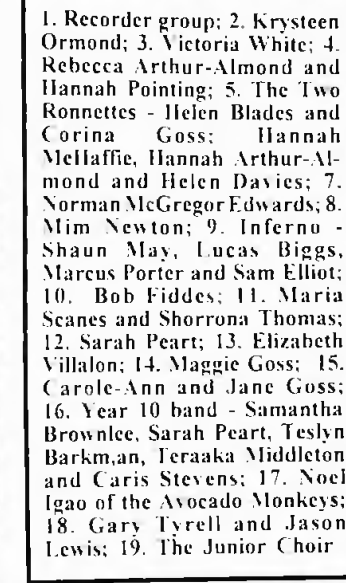 1. Recorder group; 2. Krysteen
Ormond; 3. Victoria White; 4.
Rebecca Arthur-Almond and
Hannah Pointing; 5. The Two
Ronnettes - Helen Blades and
Corina Goss; Hannah
McHaffie, Hannah Arthur-Al-
mond and Helen Davies; 7.
Norman McGregor Edwards; 8.
Mim Newton; 9. Inferno -
Shaun May, Lucas Biggs,
Marcus Porter and Sam Elliot;
10. Bob Fiddes; 11. Maria
Scanes and Shorrona Thomas;
12. Sarah Peart; 13. Elizabeth
Villalon; 14. Maggie Goss; 15.
Carole-Ann and Jane Goss;
16. Year 10 band - Samantha
Brownlee, Sarah Peart, Teslyn
Barkm,an, Teraaka Middleton
and Caris Stevens; 17. Noel
Igao of the Avocado Monkeys;
18. Gary Tyrell and Jason
Lewis; 19. The Junior Choir